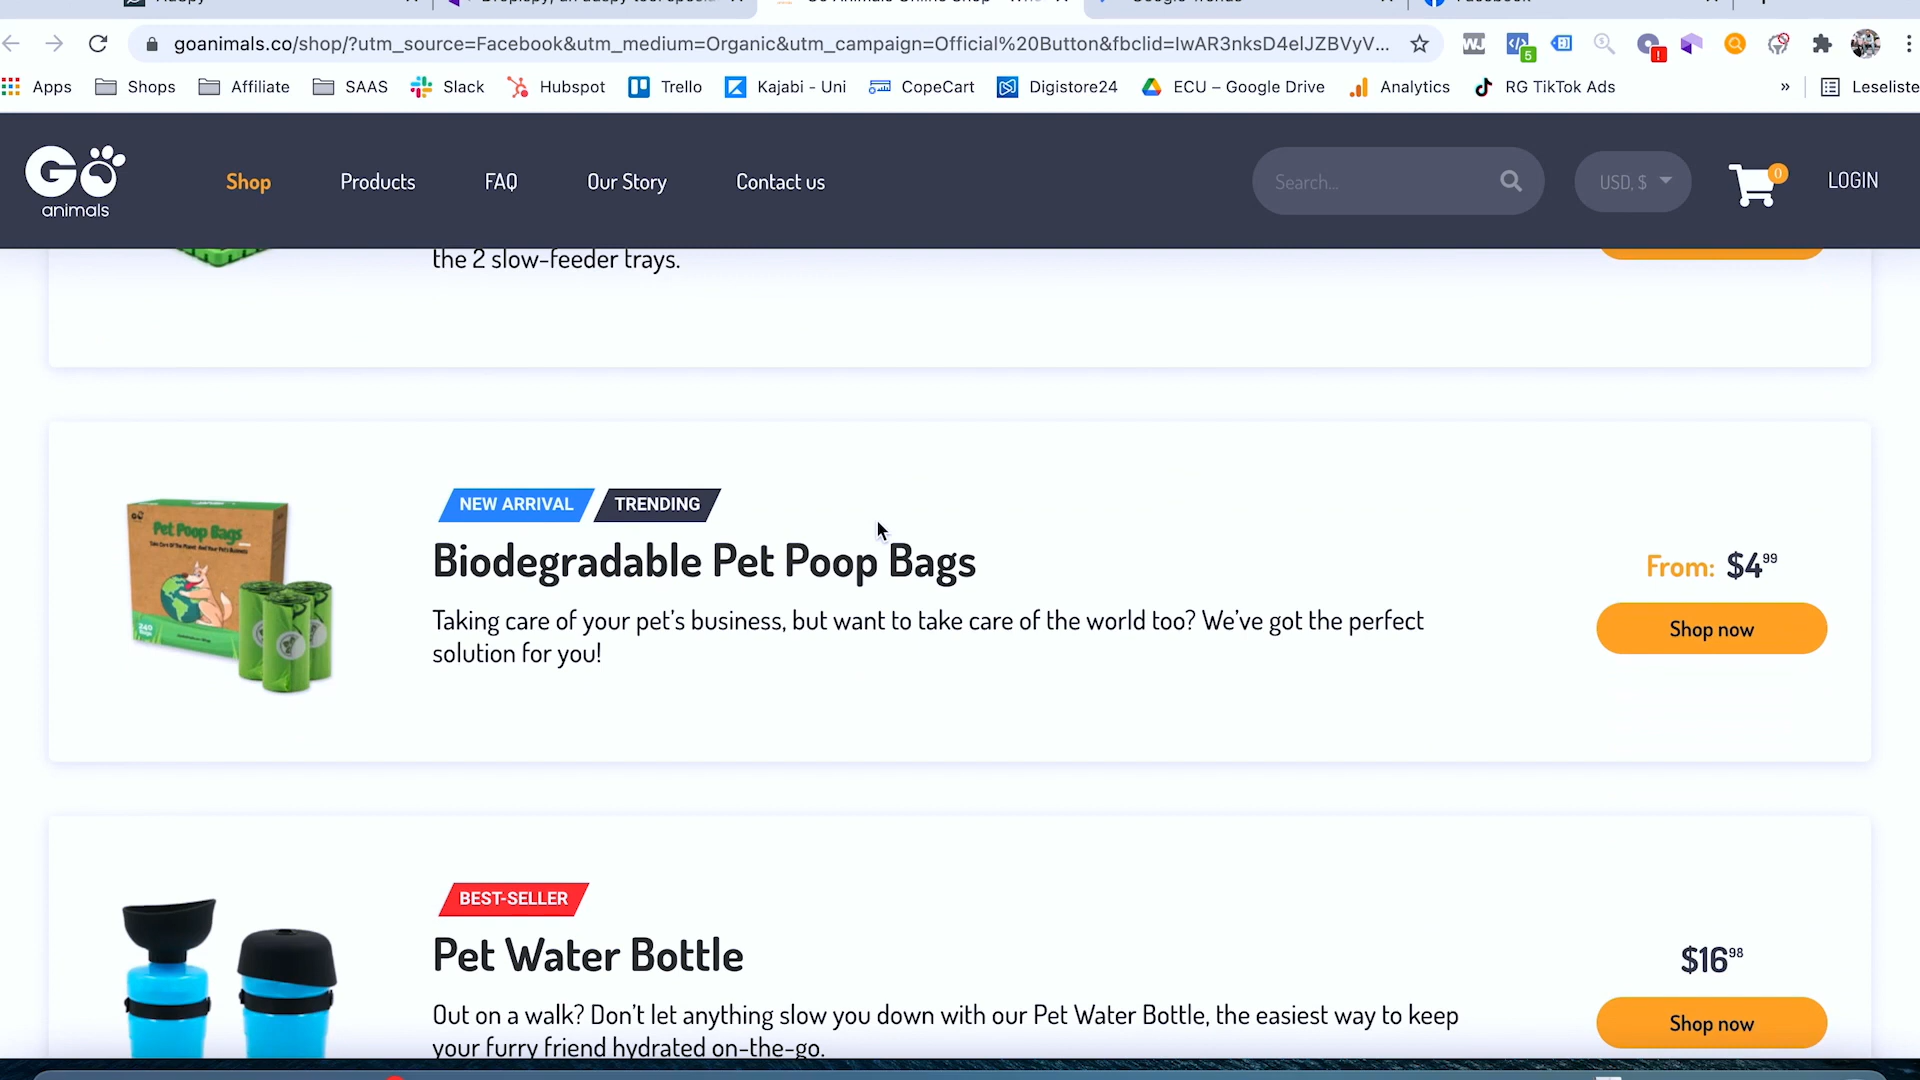 goanimals.co/shop/?utm_source=Facebook&utm_medium=Organic&utm_campaign=Official%20Button&fbclid=IwAR3nksD4elJZBVyV...
5
Apps Shops Affiliate SAAS Slack Hubspot Trello Kajabi - Uni CopeCart Digistore24 ECU – Google Drive Analytics RG TikTok Ads » Leseliste
GO
animals
Shop Products FAQ Our Story Contact us Search... USD, $ 0 LOGIN
the 2 slow-feeder trays.
NEW ARRIVAL TRENDING
Biodegradable Pet Poop Bags
Taking care of your pet's business, but want to take care of the world too? We've got the perfect
solution for you!
Pet Poop Bags
240
Bags
From: $4⁹⁹
Shop now
BEST-SELLER
Pet Water Bottle
Out on a walk? Don't let anything slow you down with our Pet Water Bottle, the easiest way to keep
your furry friend hydrated on-the-go.
$16⁹⁸
Shop now